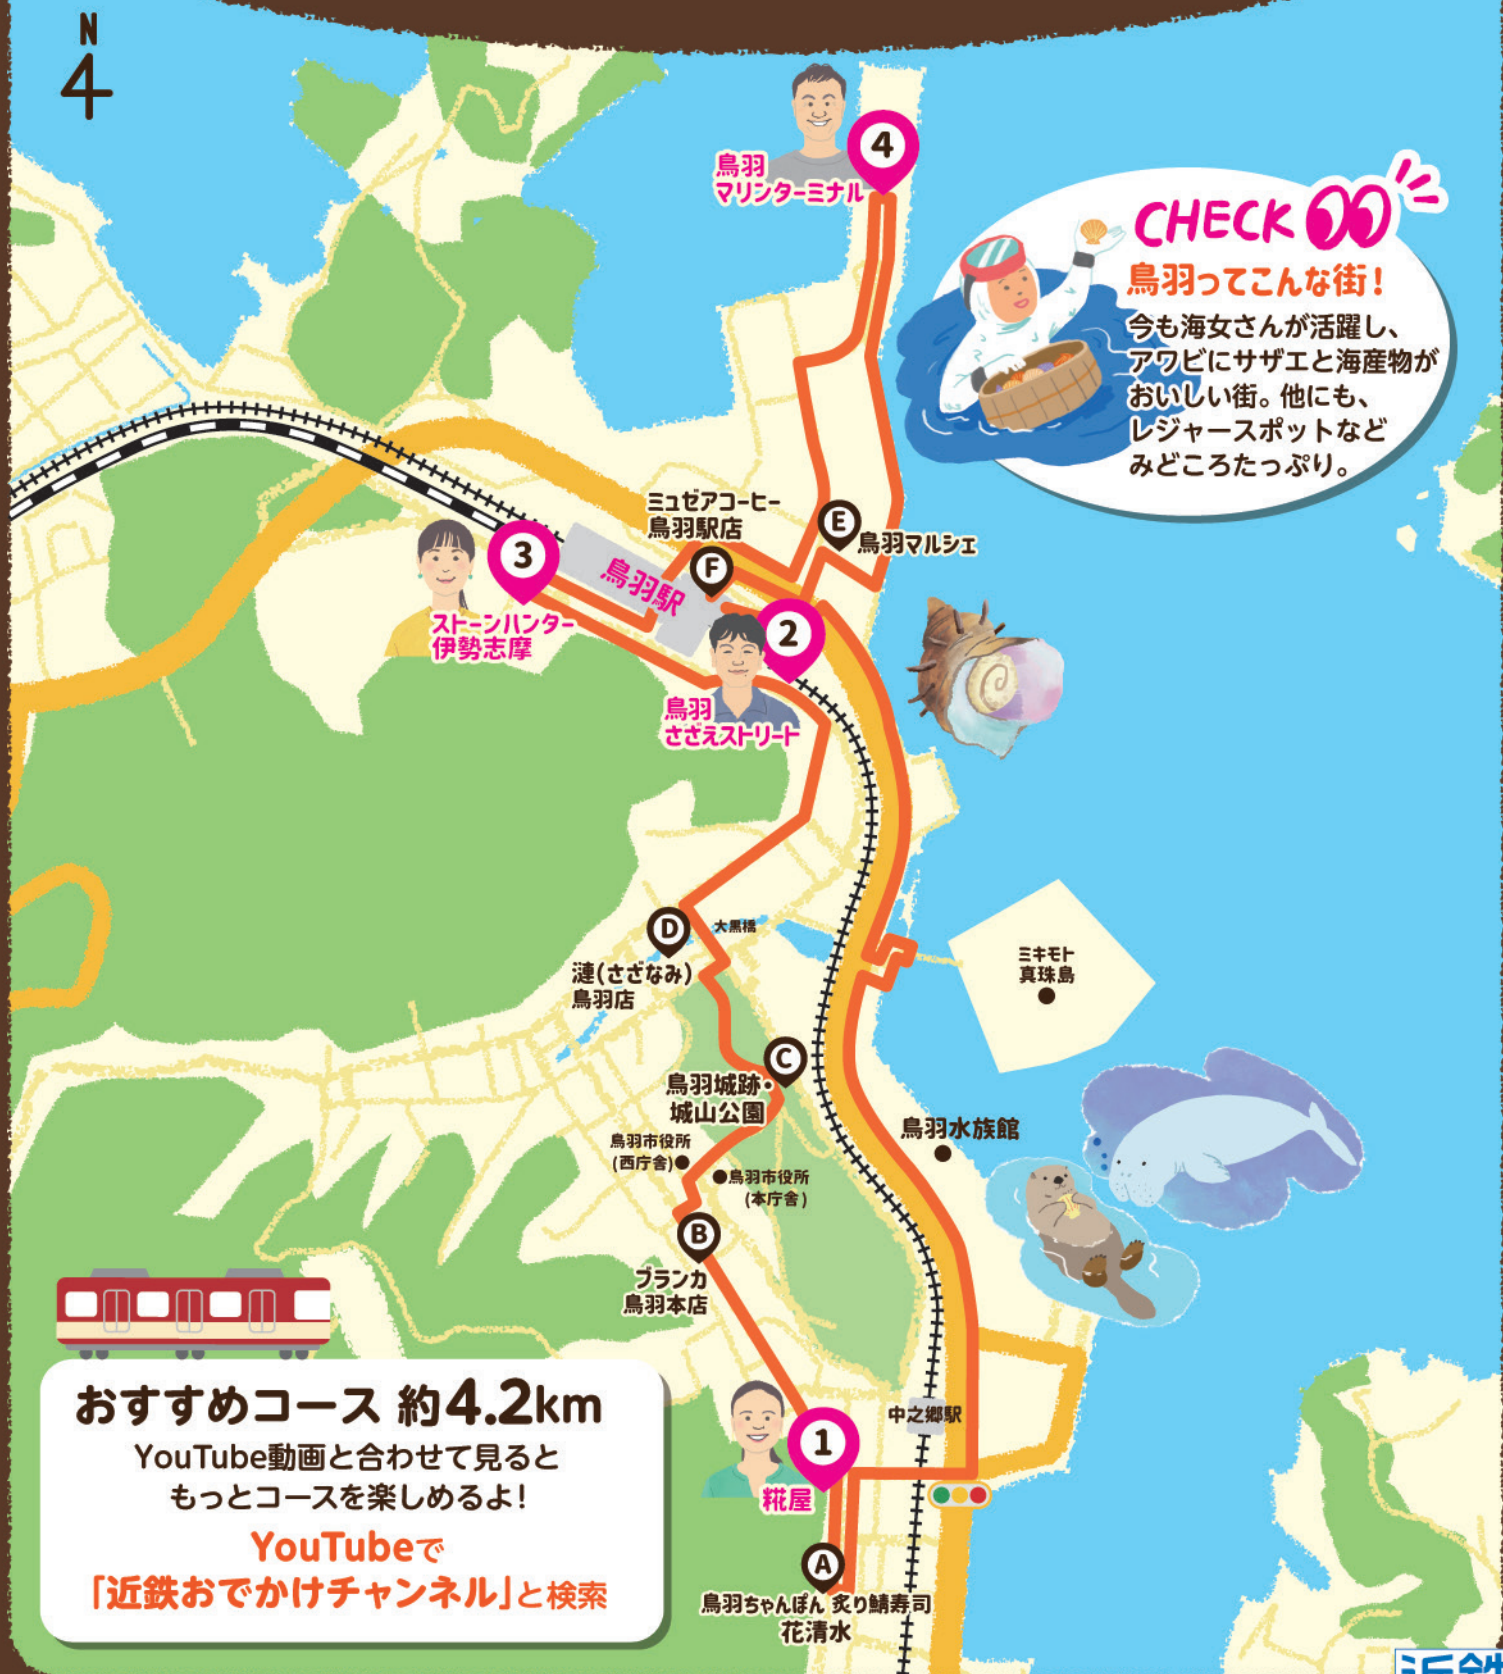 N
4
鳥羽
マリンターミナル
CHECK
鳥羽ってこんな街!
今も海女さんが活躍し、
アワビにサザエと海産物が
おいしい街。他にも、
レジャースポットなど
みどころたっぷり。
ミュゼアコーヒー
鳥羽駅店
E
鳥羽マルシェ
F
3
鳥羽駅
ストーンハンター
伊勢志摩
2
鳥羽
さざえストリート
D
大黒橋
漣(さざなみ)
鳥羽店
ミキモト
真珠島
C
鳥羽城跡・
城山公園
鳥羽水族館
鳥羽市役所
(西庁舎)
鳥羽市役所
(本庁舎)
B
ブランカ
鳥羽本店
おすすめコース 約4.2km
YouTube動画と合わせて見ると
もっとコースを楽しめるよ!
YouTubeで
「近鉄おでかけチャンネル」と検索
中之郷駅
1
糀屋
A
鳥羽ちゃんぽん 炙り鯖寿司
花清水